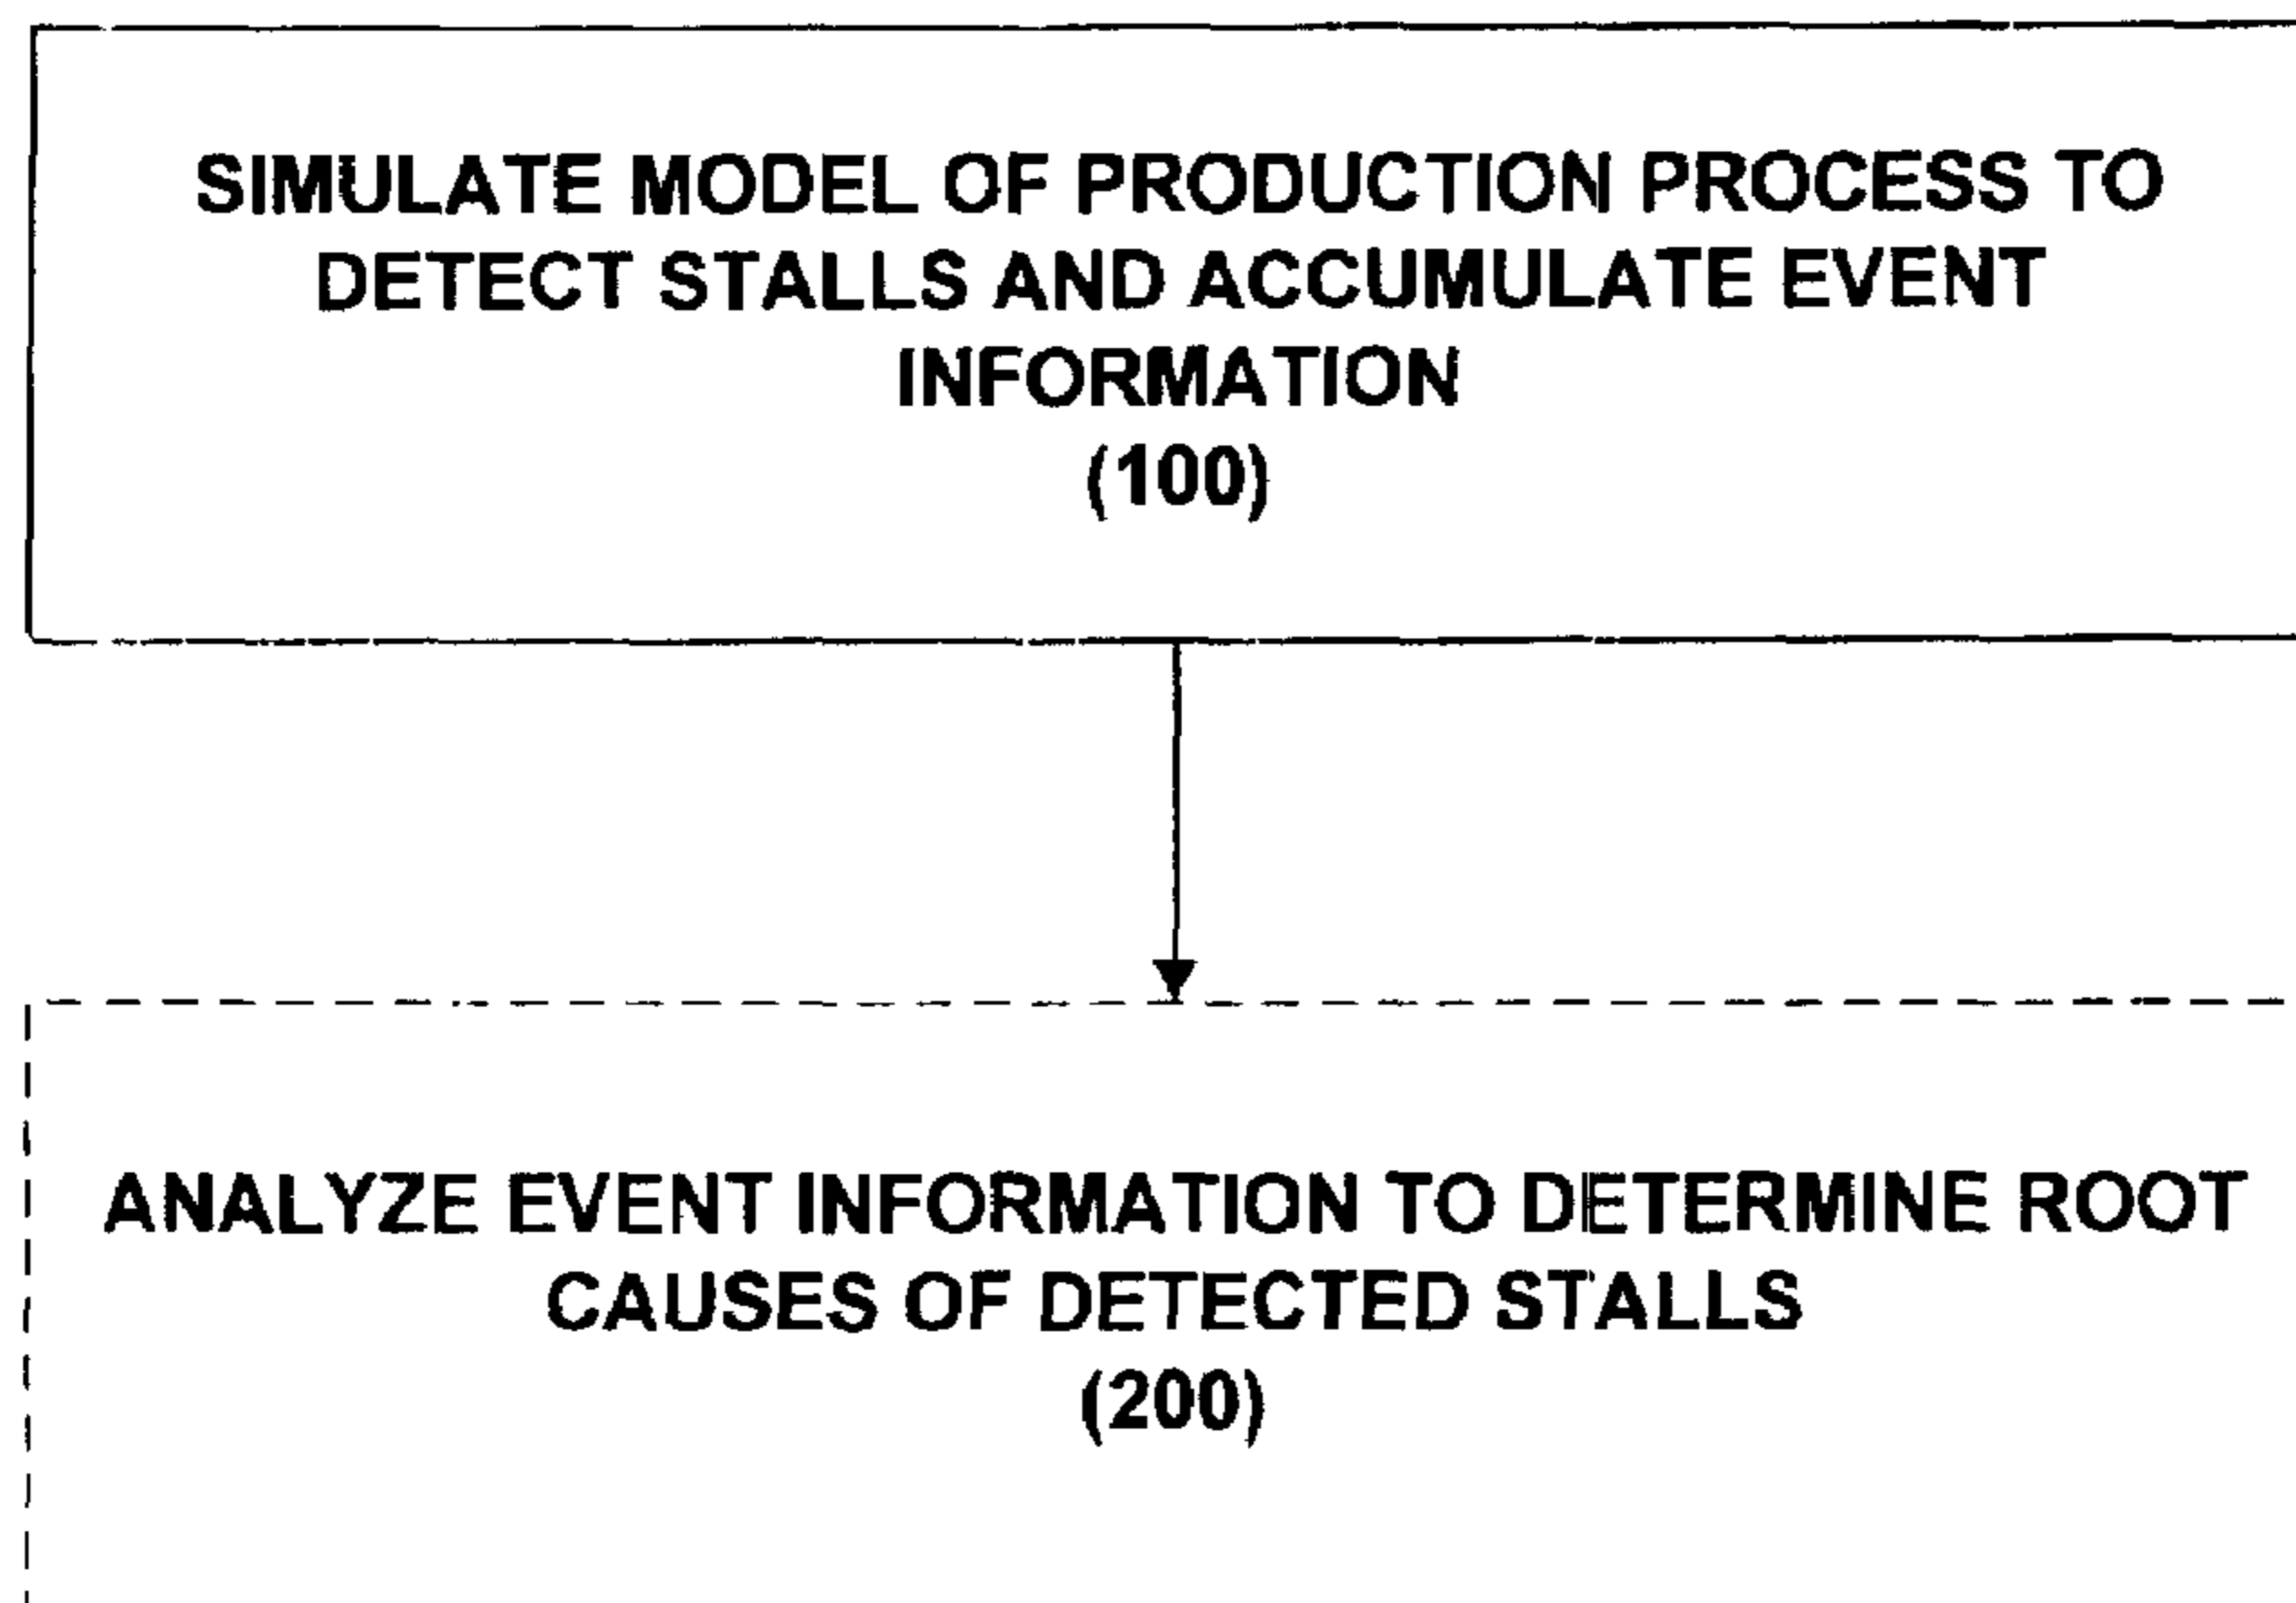 SIMULATE MODEL OF PRODUCTION PROCESS TO
DETECT STALLS AND ACCUMULATE EVENT
INFORMATION
(100)
ANALYZE EVENT INFORMATION TO DETERMINE ROOT
CAUSES OF DETECTED STALLS
(200)